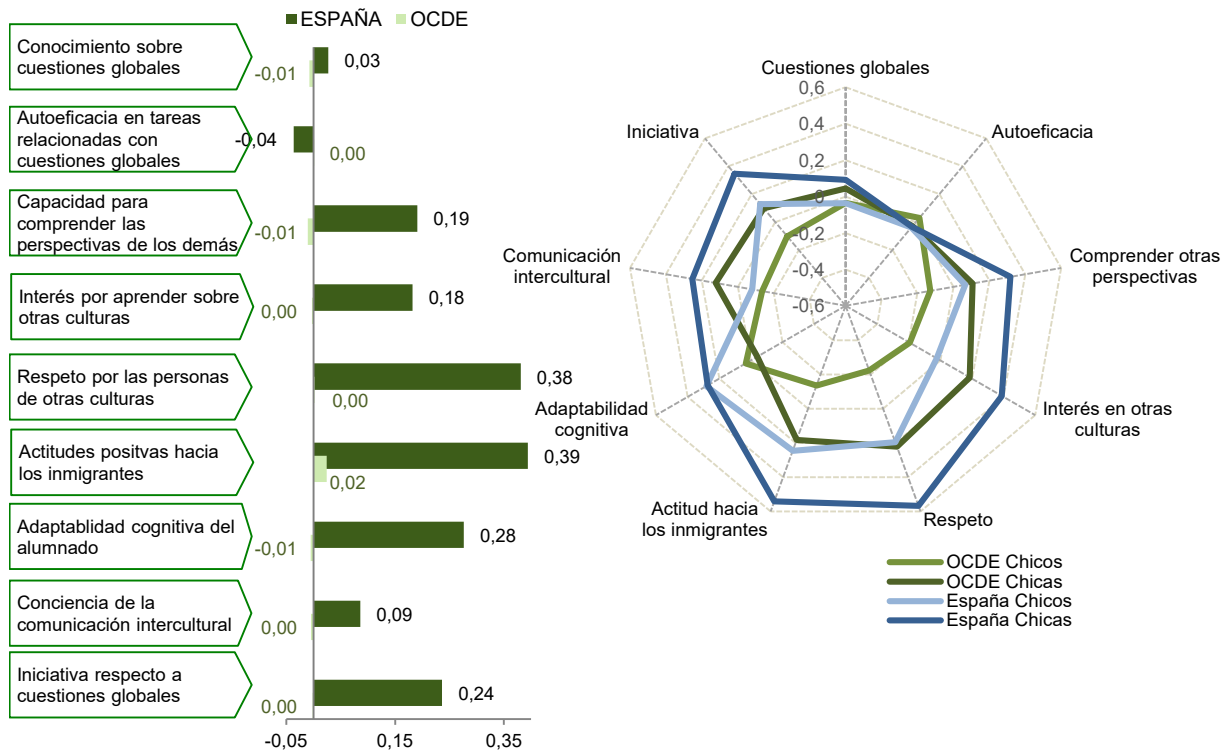 ESPAÑA OCDE
Conocimiento sobre
cuestiones globales
-0,01
0,03
Autoeficacia en tareas
relacionadas con
cuestiones globales
-0,04
0,00
Capacidad para
comprender las
perspectivas de los demás
-0,01
0,19
Interés por aprender sobre
otras culturas
0,00
0,18
Respeto por las personas
de otras culturas
0,38
0,00
Actitudes positvas hacia
los inmigrantes
0,39
0,02
Adaptablidad cognitiva del
alumnado
-0,01
0,28
Conciencia de la
comunicación intercultural
0,00
0,09
Iniciativa respecto a
cuestiones globales
0,00
0,24
-0,05
0,15
0,35
Cuestiones globales
Autoeficacia
Comprender otras
perspectivas
Interés en otras
culturas
Respeto
Actitud hacia
los inmigrantes
Adaptabilidad
cognitiva
Comunicación
intercultural
Iniciativa
0,6
0,4
0,2
0
-0,2
-0,4
-0,6
OCDE Chicos
OCDE Chicas
España Chicos
España Chicas